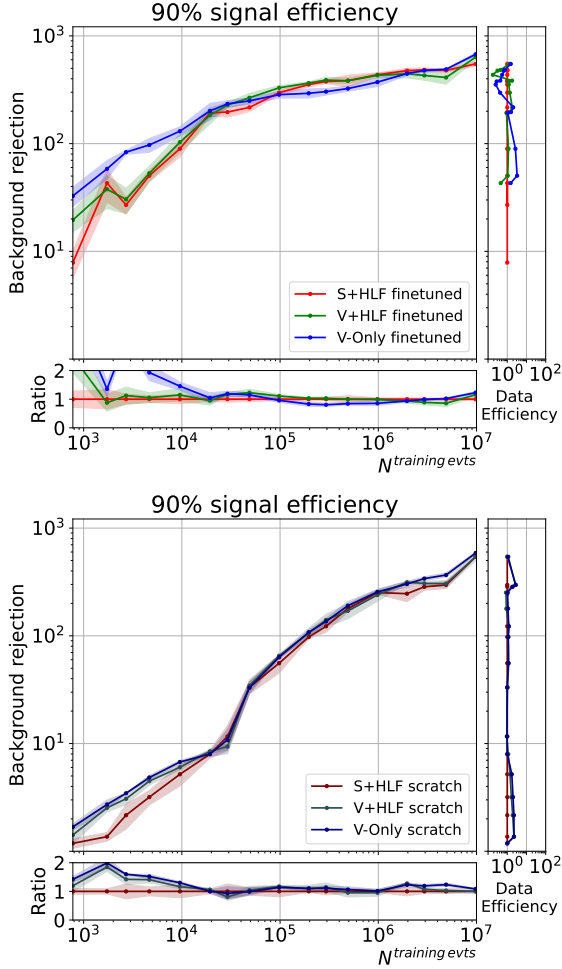 90% signal efficiency
10³
10²
10¹
Background rejection
S+HLF finetuned
V+HLF finetuned
V-Only finetuned
10⁰ 10²
Data
Efficiency
2
1
0
Ratio
10³ 10⁴ 10⁵ 10⁶ 10⁷
N^training evts
90% signal efficiency
10³
10²
10¹
Background rejection
S+HLF scratch
V+HLF scratch
V-Only scratch
10⁰ 10²
Data
Efficiency
2
1
0
Ratio
10³ 10⁴ 10⁵ 10⁶ 10⁷
N^training evts